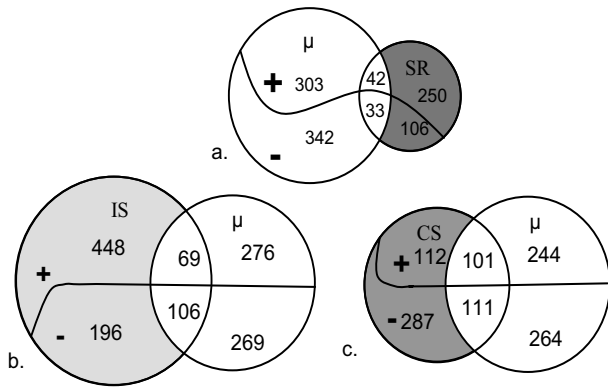 µ
SR
+
303
42
250
33
106
342
-
a.
IS
µ
448
69
276
+
-
196
106
269
b.
CS
µ
+
112
101
244
-
287
111
264
c.